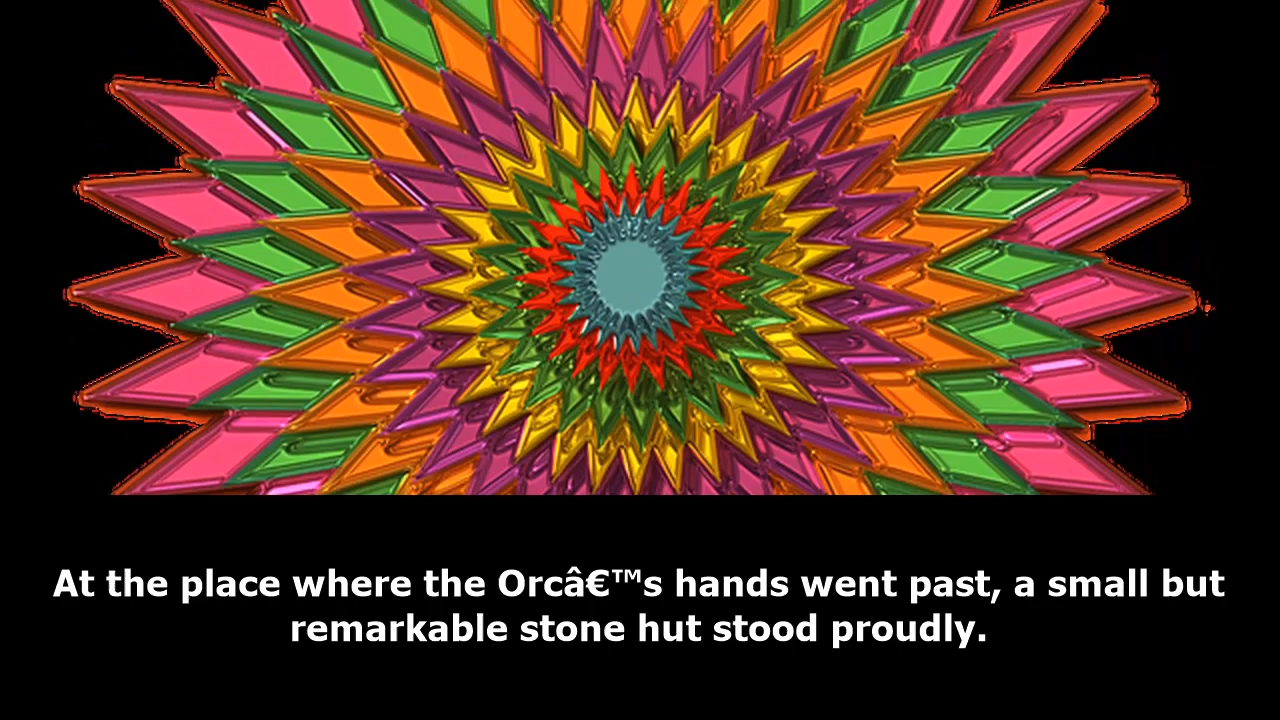 At the place where the Orcâ€™s hands went past, a small but
remarkable stone hut stood proudly.